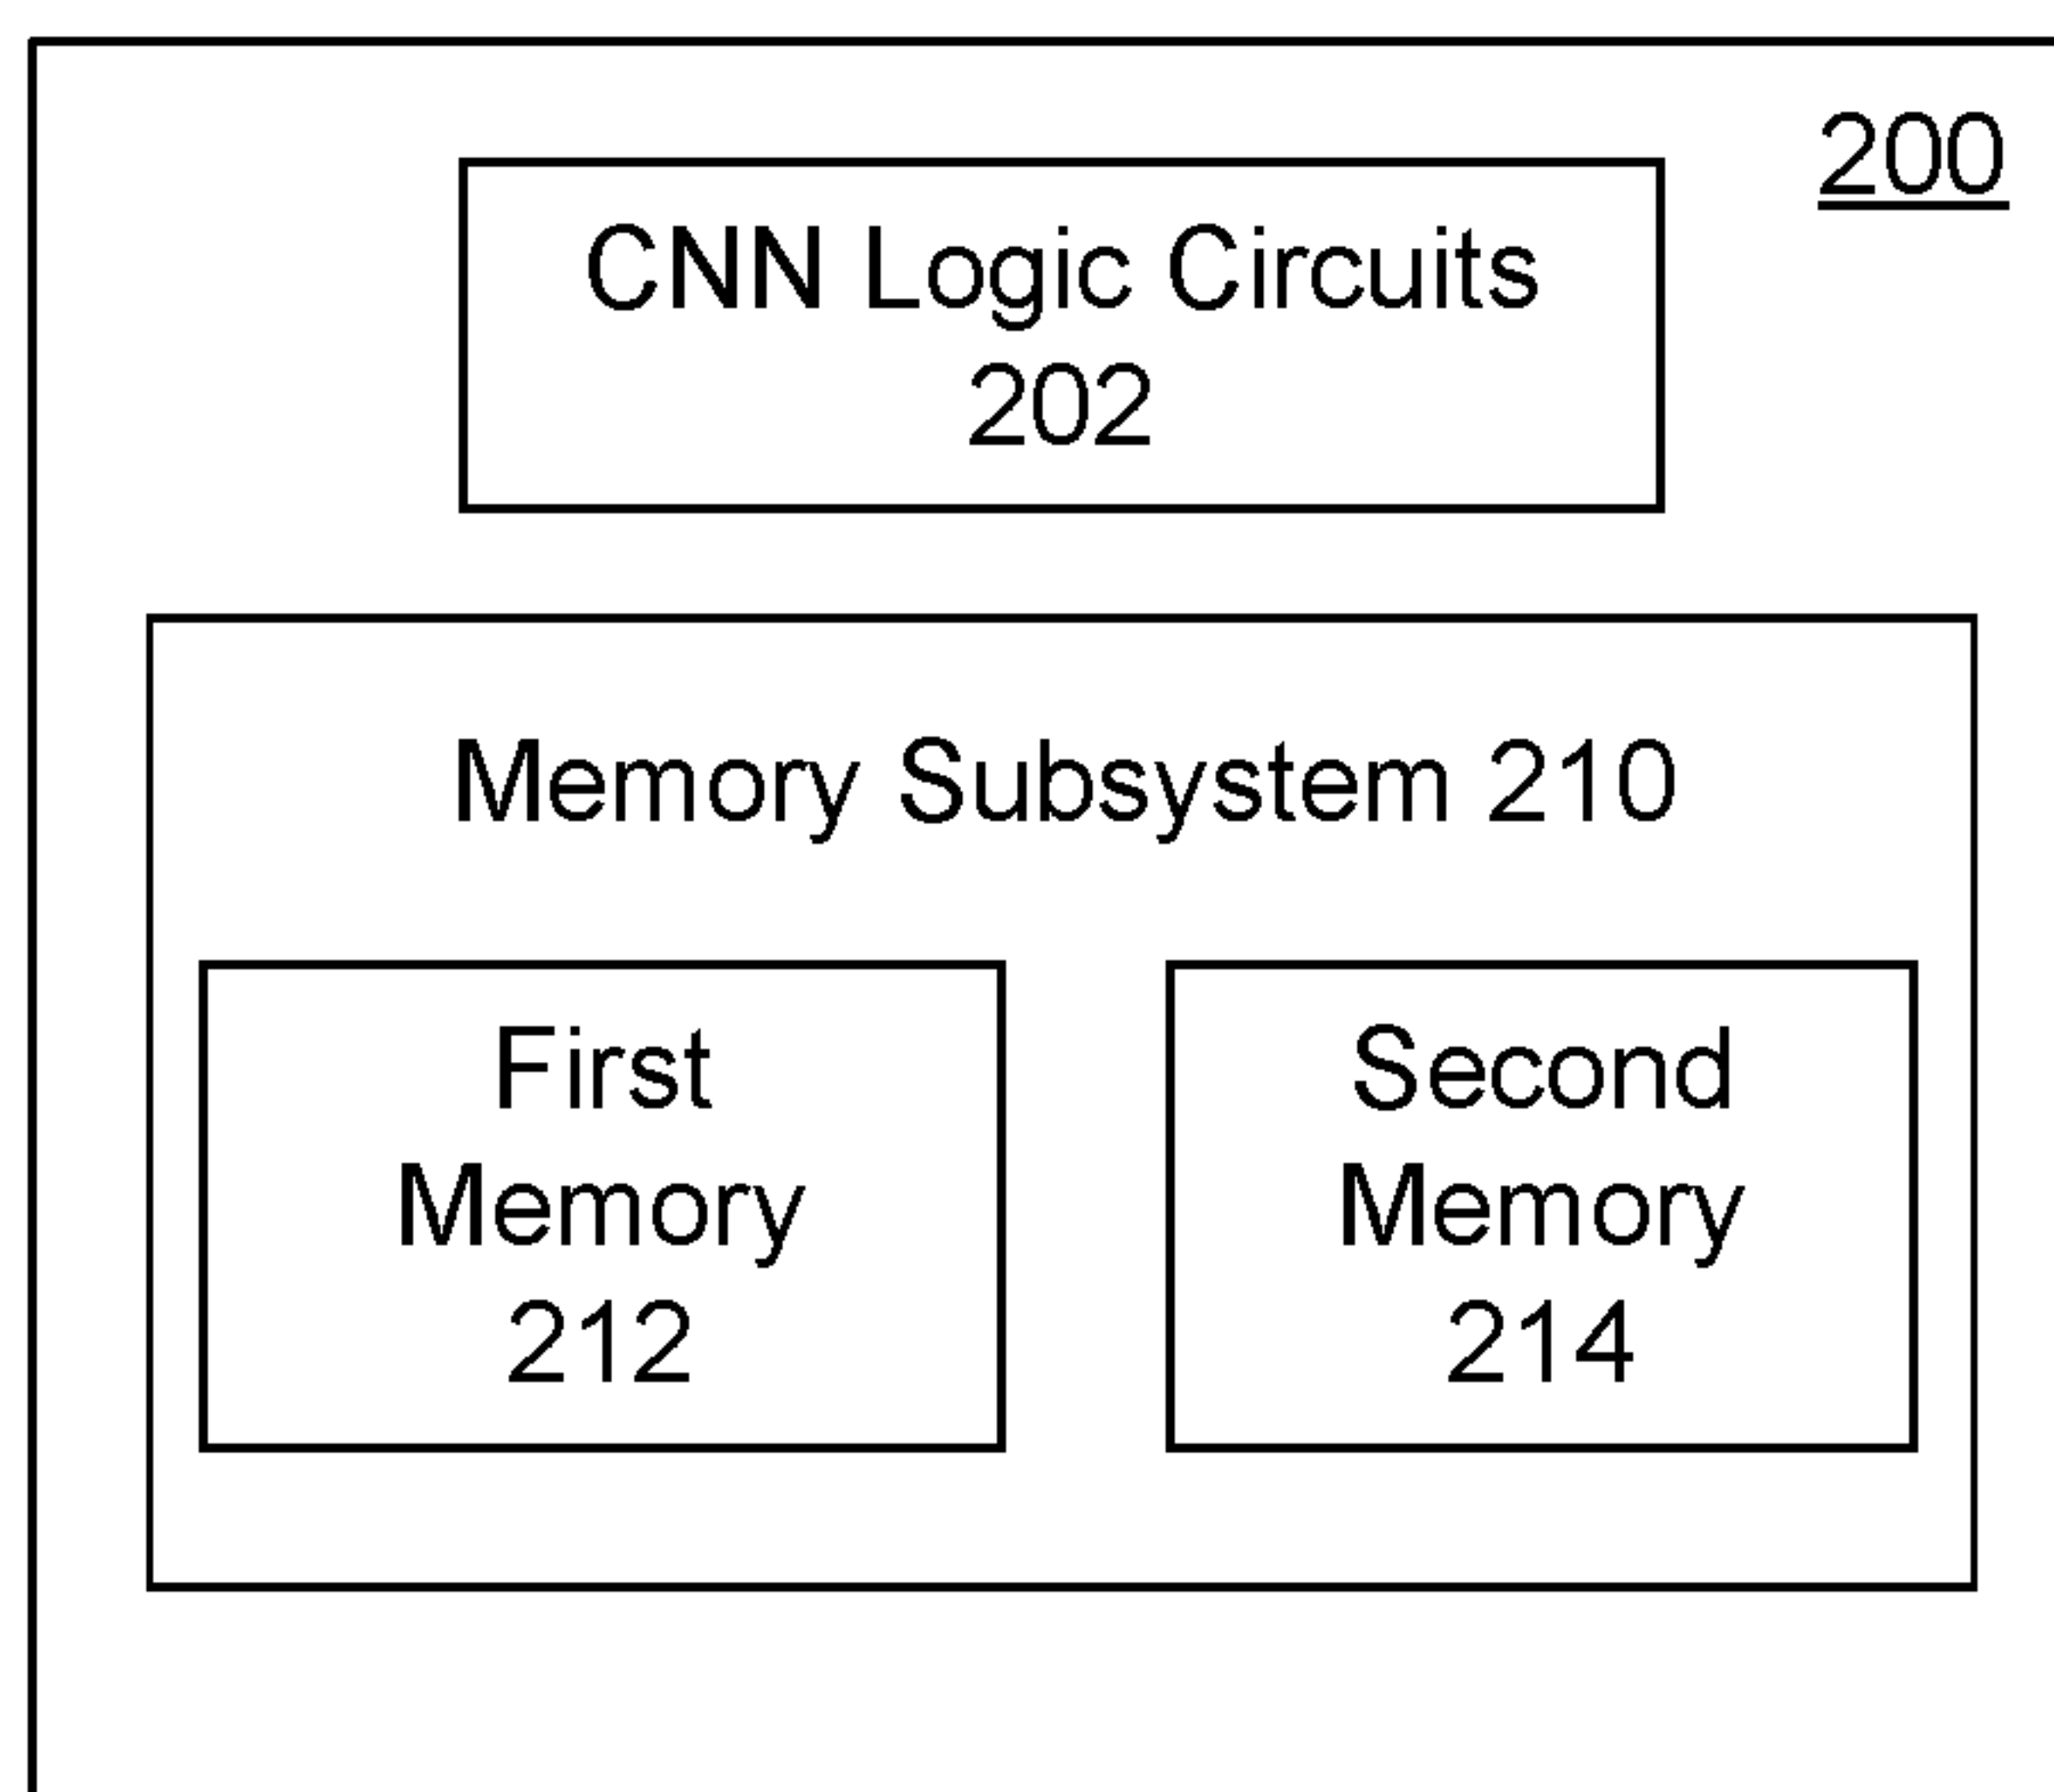 200
CNN Logic Circuits
202
Memory Subsystem 210
First
Memory
212
Second
Memory
214